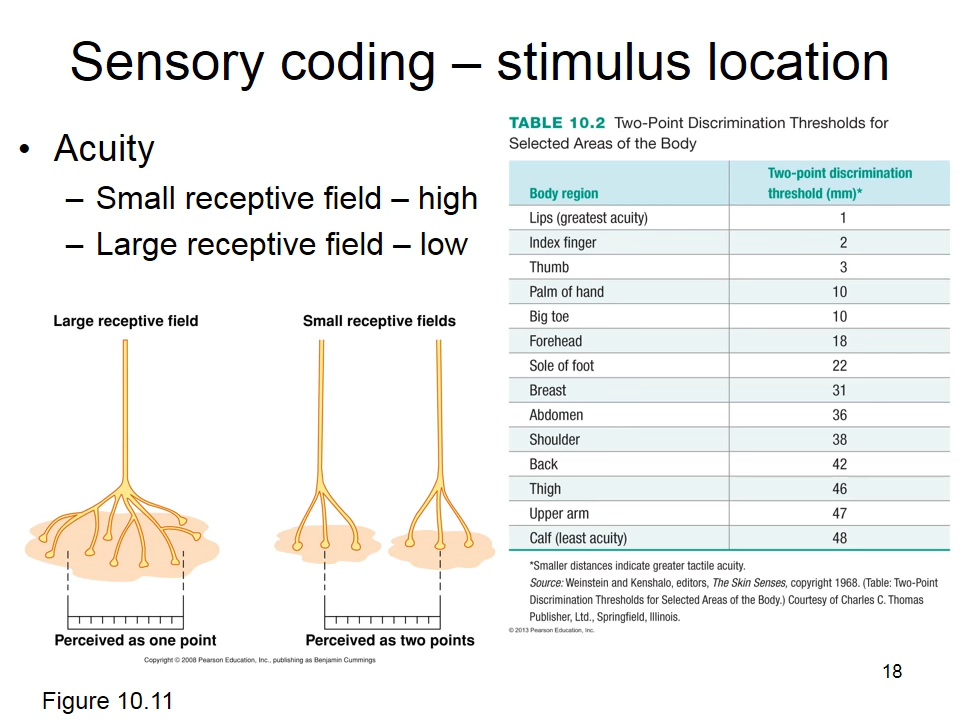 Sensory coding – stimulus location
• Acuity
– Small receptive field – high
– Large receptive field – low
Large receptive field
Small receptive fields
Perceived as one point
Perceived as two points
Copyright © 2008 Pearson Education, Inc., publishing as Benjamin Cummings
Figure 10.11
TABLE 10.2 Two-Point Discrimination Thresholds for
Selected Areas of the Body
Body region Two-point discrimination
threshold (mm)*
Lips (greatest acuity) 1
Index finger 2
Thumb 3
Palm of hand 10
Big toe 10
Forehead 18
Sole of foot 22
Breast 31
Abdomen 36
Shoulder 38
Back 42
Thigh 46
Upper arm 47
Calf (least acuity) 48
*Smaller distances indicate greater tactile acuity.
Source: Weinstein and Kenshalo, editors, The Skin Senses, copyright 1968. (Table: Two-Point
Discrimination Thresholds for Selected Areas of the Body.) Courtesy of Charles C. Thomas
Publisher, Ltd., Springfield, Illinois.
© 2013 Pearson Education, Inc.
18